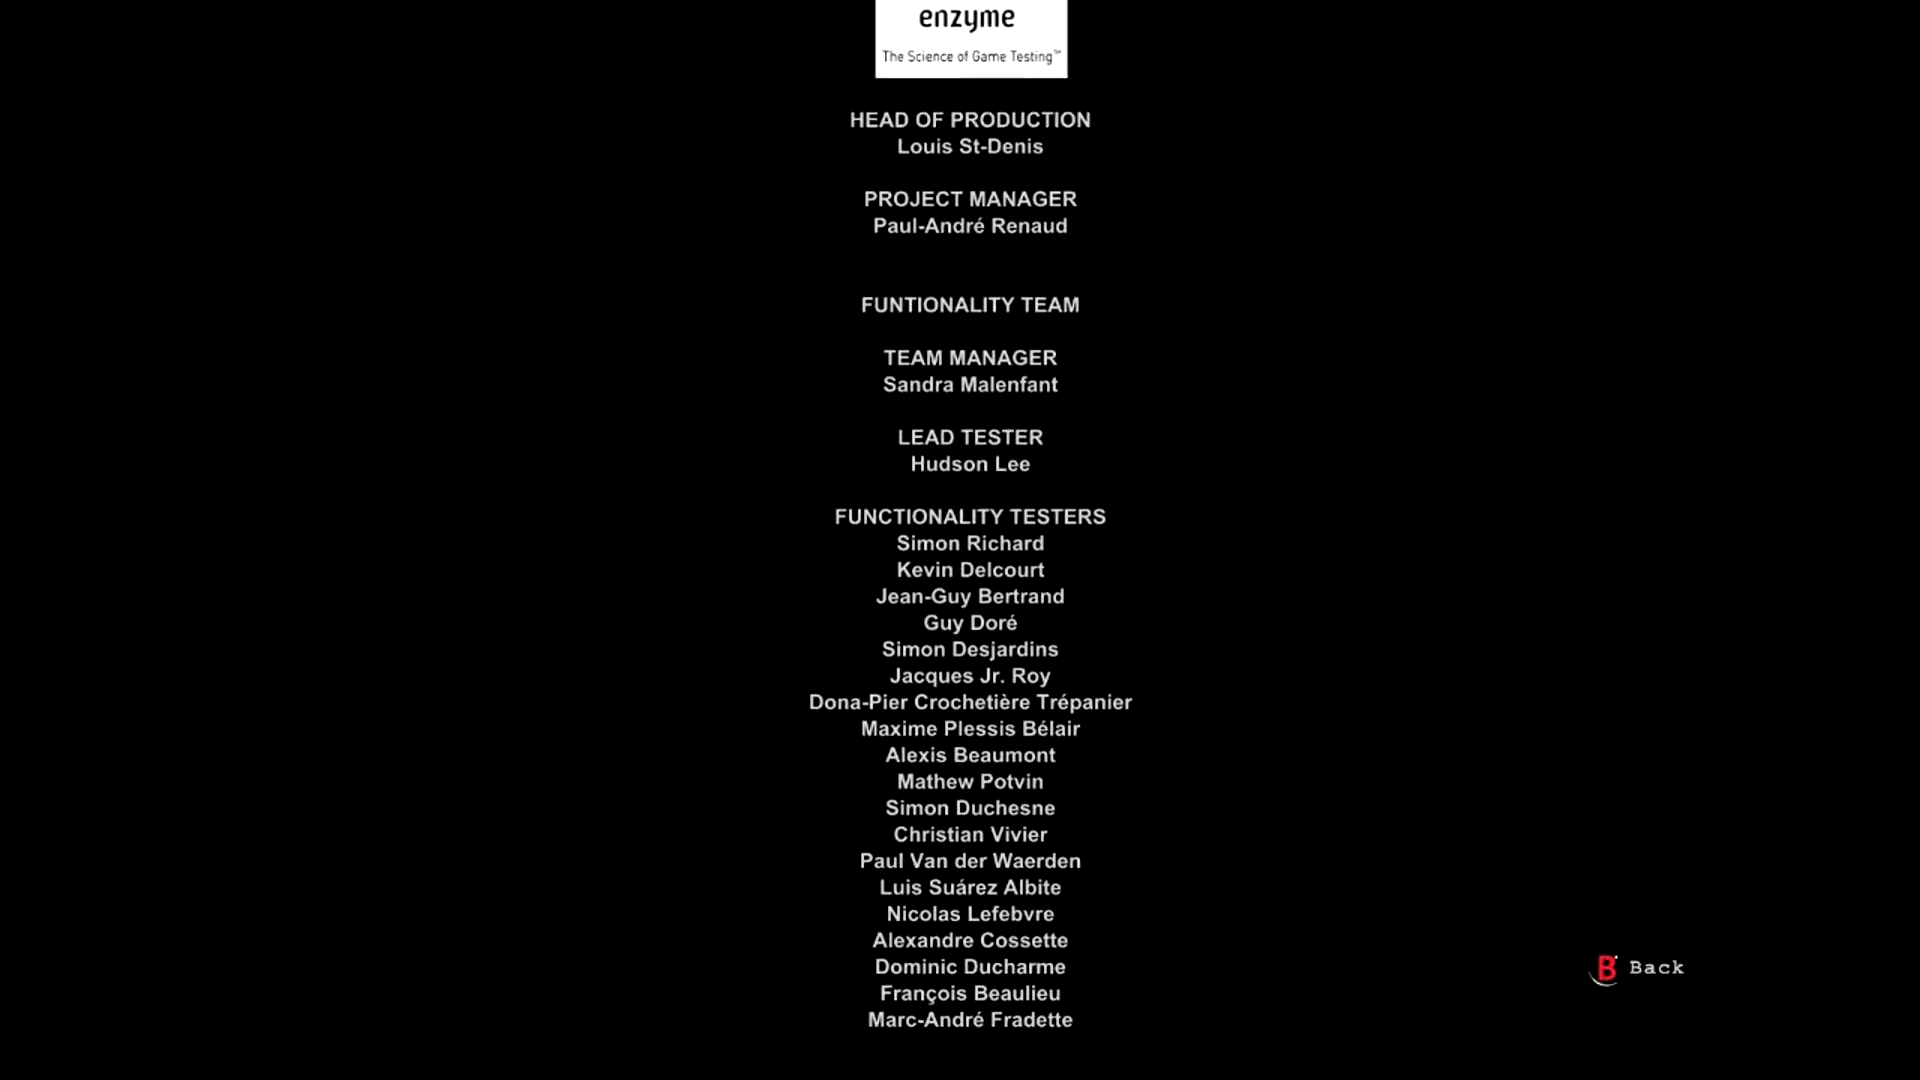 enzyme
The Science of Game Testing™
HEAD OF PRODUCTION
Louis St-Denis
PROJECT MANAGER
Paul-André Renaud
FUNTIONALITY TEAM
TEAM MANAGER
Sandra Malenfant
LEAD TESTER
Hudson Lee
FUNCTIONALITY TESTERS
Simon Richard
Kevin Delcourt
Jean-Guy Bertrand
Guy Doré
Simon Desjardins
Jacques Jr. Roy
Dona-Pier Crochetière Trépanier
Maxime Plessis Bélair
Alexis Beaumont
Mathew Potvin
Simon Duchesne
Christian Vivier
Paul Van der Waerden
Luis Suárez Albite
Nicolas Lefebvre
Alexandre Cossette
Dominic Ducharme
François Beaulieu
Marc-André Fradette
B Back